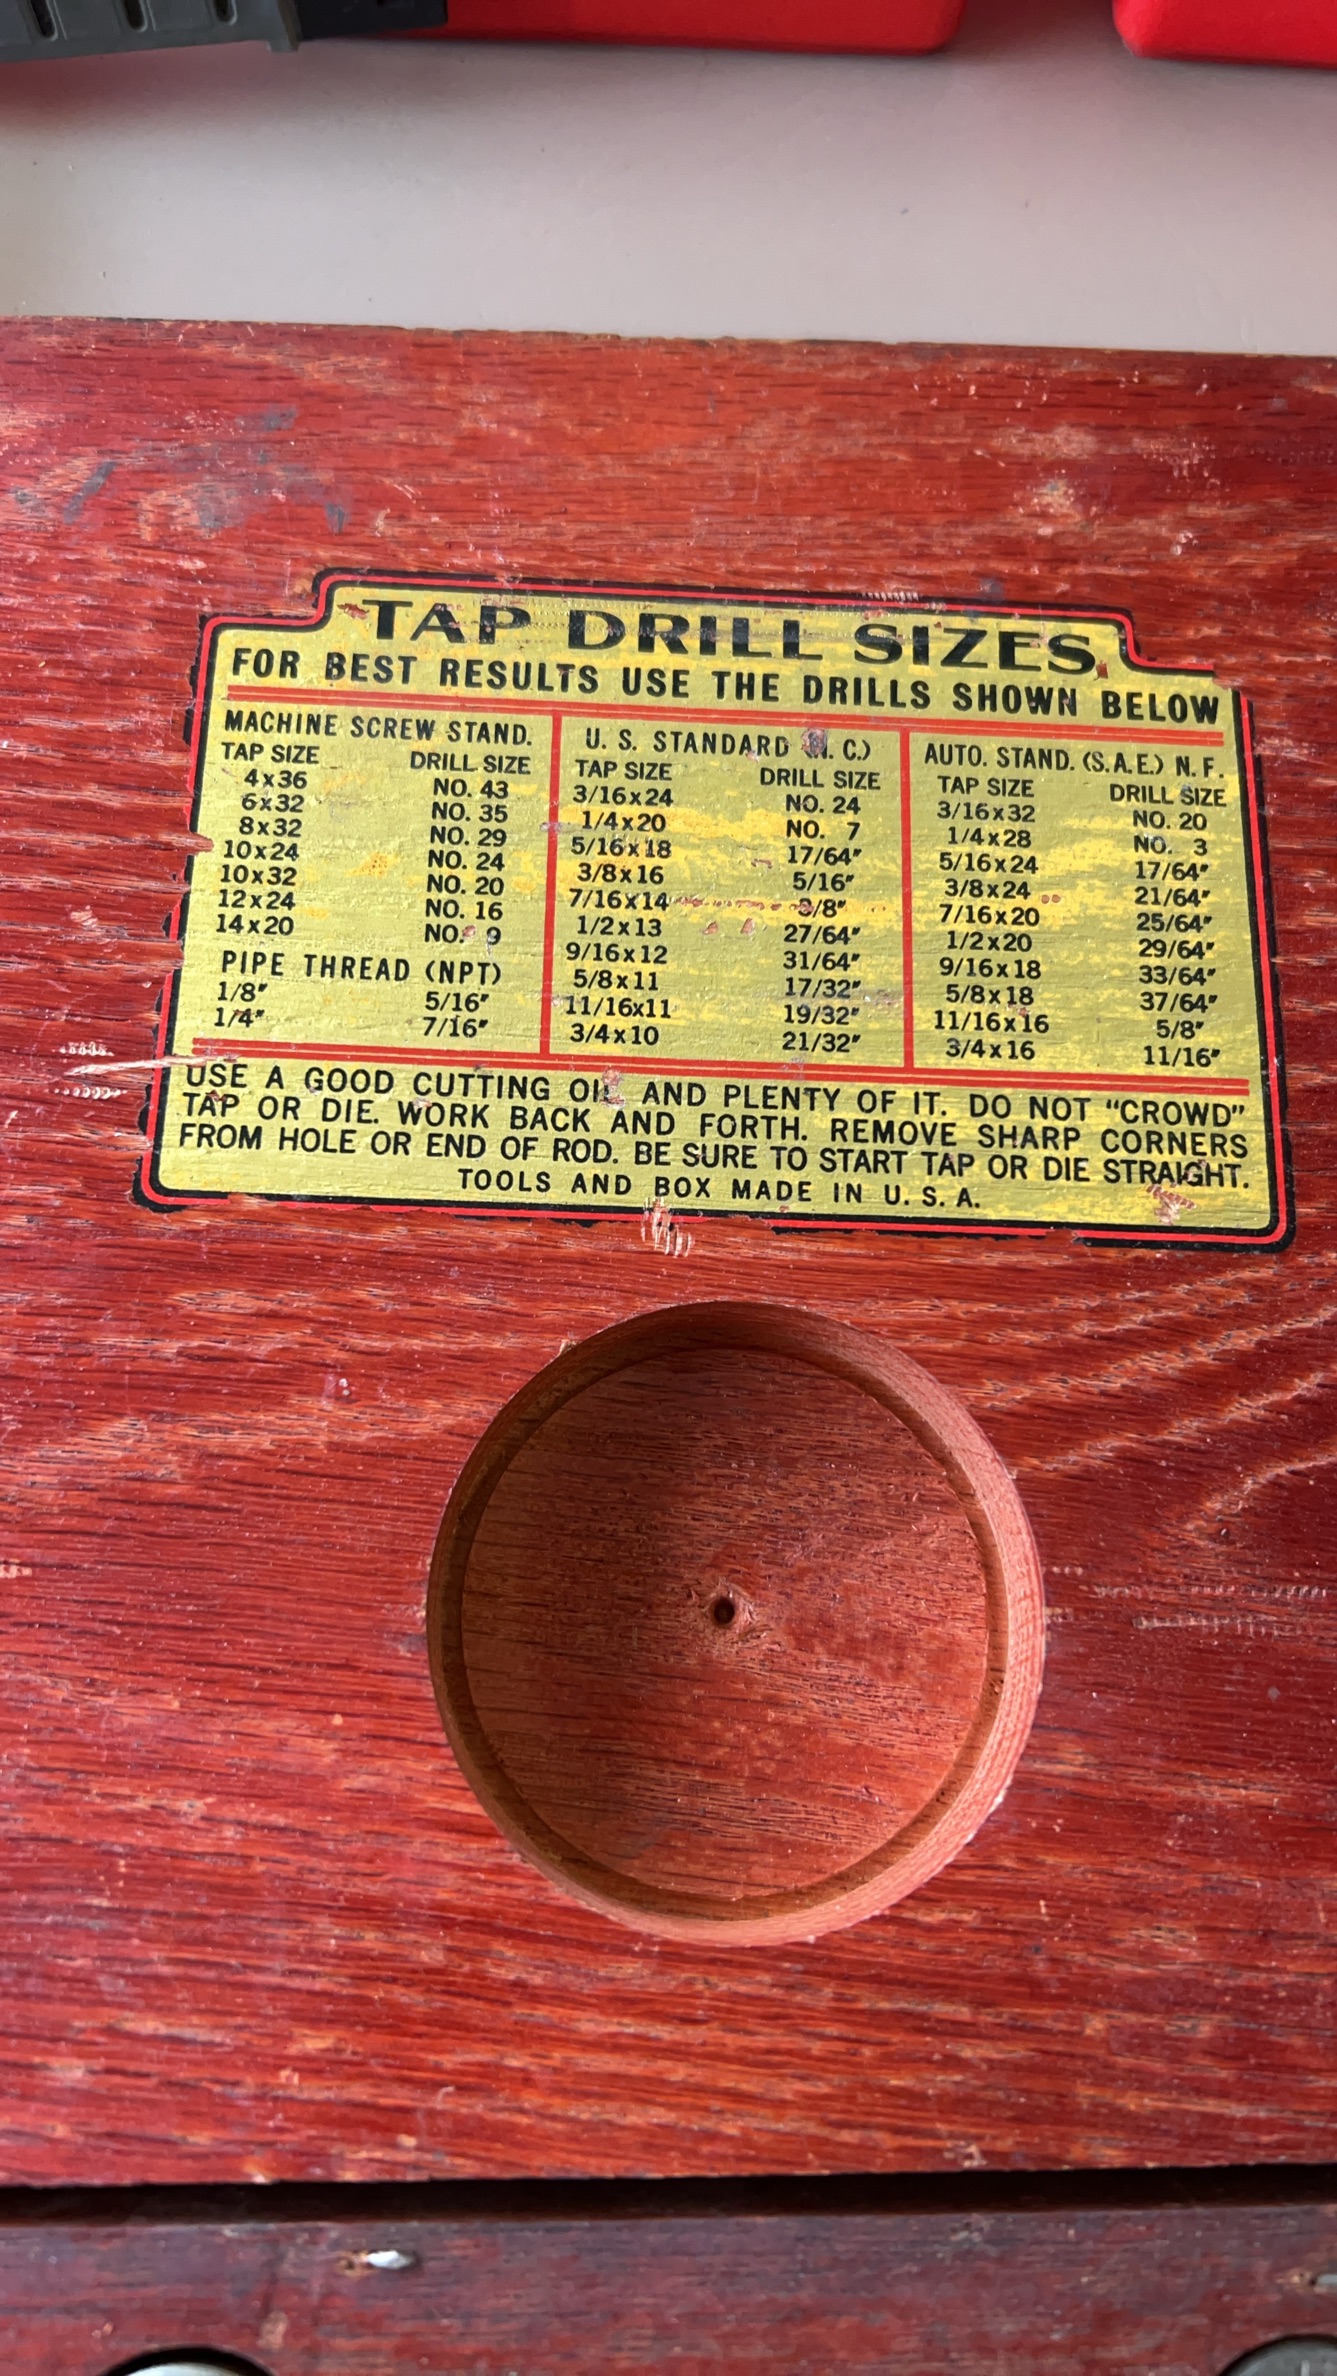 TAP DRILL SIZES
FOR BEST RESULTS USE THE DRILLS SHOWN BELOW
MACHINE SCREW STAND.
TAP SIZE DRILL SIZE
4x36 NO. 43
6x32 NO. 35
8x32 NO. 29
10x24 NO. 24
10x32 NO. 20
12x24 NO. 16
14x20 NO. 9
PIPE THREAD (NPT)
1/8" 5/16"
1/4" 7/16"
U. S. STANDARD (N. C.)
TAP SIZE DRILL SIZE
3/16x24 NO. 24
1/4x20 NO. 7
5/16x18 17/64"
3/8x16 5/16"
7/16x14 3/8"
1/2x13 27/64"
9/16x12 31/64"
5/8x11 17/32"
11/16x11 19/32"
3/4x10 21/32"
AUTO. STAND. (S.A.E.) N. F.
TAP SIZE DRILL SIZE
3/16x32 NO. 20
1/4x28 NO. 3
5/16x24 17/64"
3/8x24 21/64"
7/16x20 25/64"
1/2x20 29/64"
9/16x18 33/64"
5/8x18 37/64"
11/16x16 5/8"
3/4x16 11/16"
USE A GOOD CUTTING OIL AND PLENTY OF IT. DO NOT "CROWD"
TAP OR DIE. WORK BACK AND FORTH. REMOVE SHARP CORNERS
FROM HOLE OR END OF ROD. BE SURE TO START TAP OR DIE STRAIGHT.
TOOLS AND BOX MADE IN U. S. A.